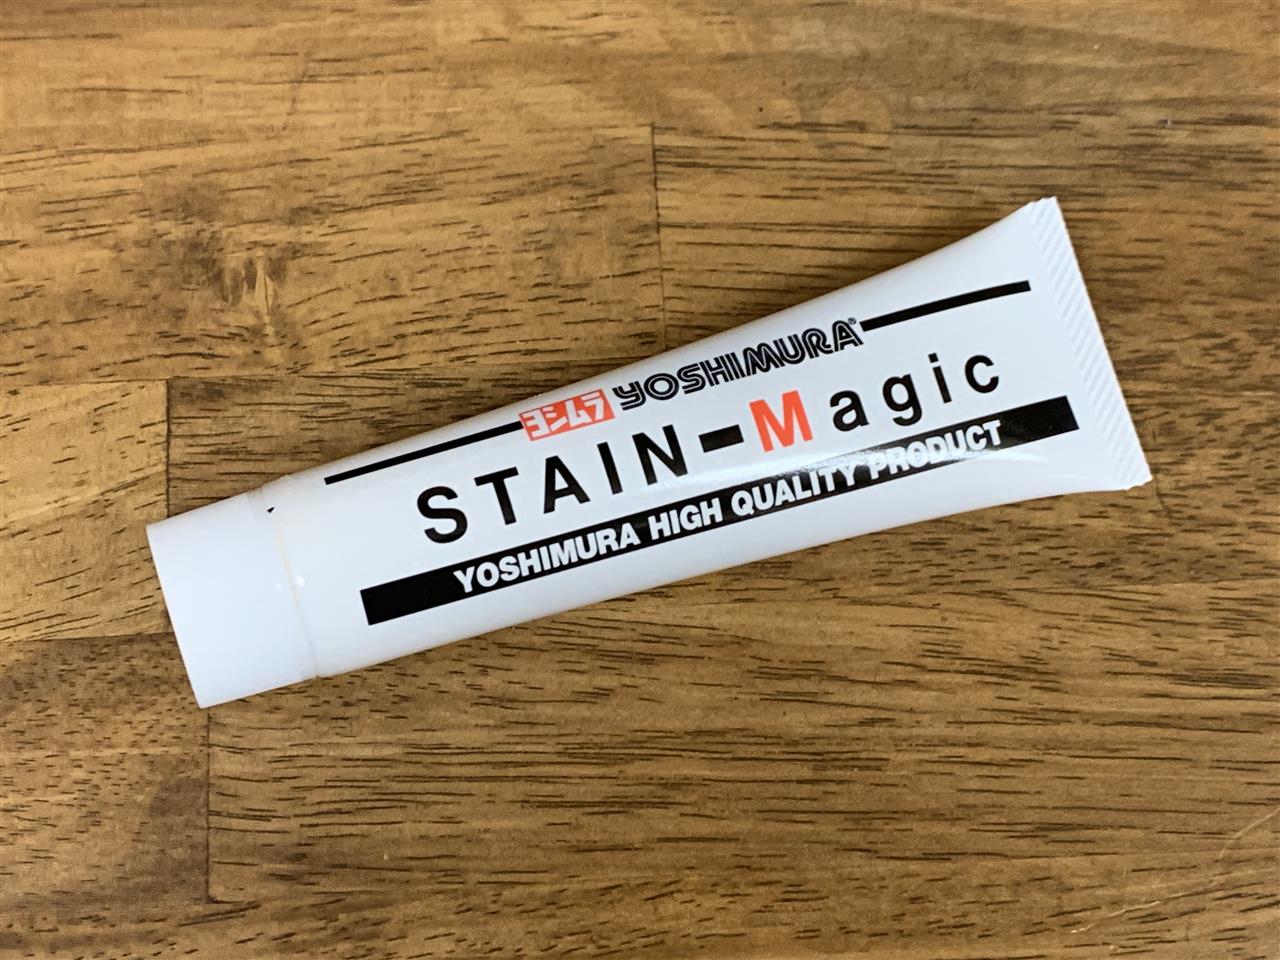 ヨシムラ YOSHIMURA®
STAIN-Magic
YOSHIMURA HIGH QUALITY PRODUCT